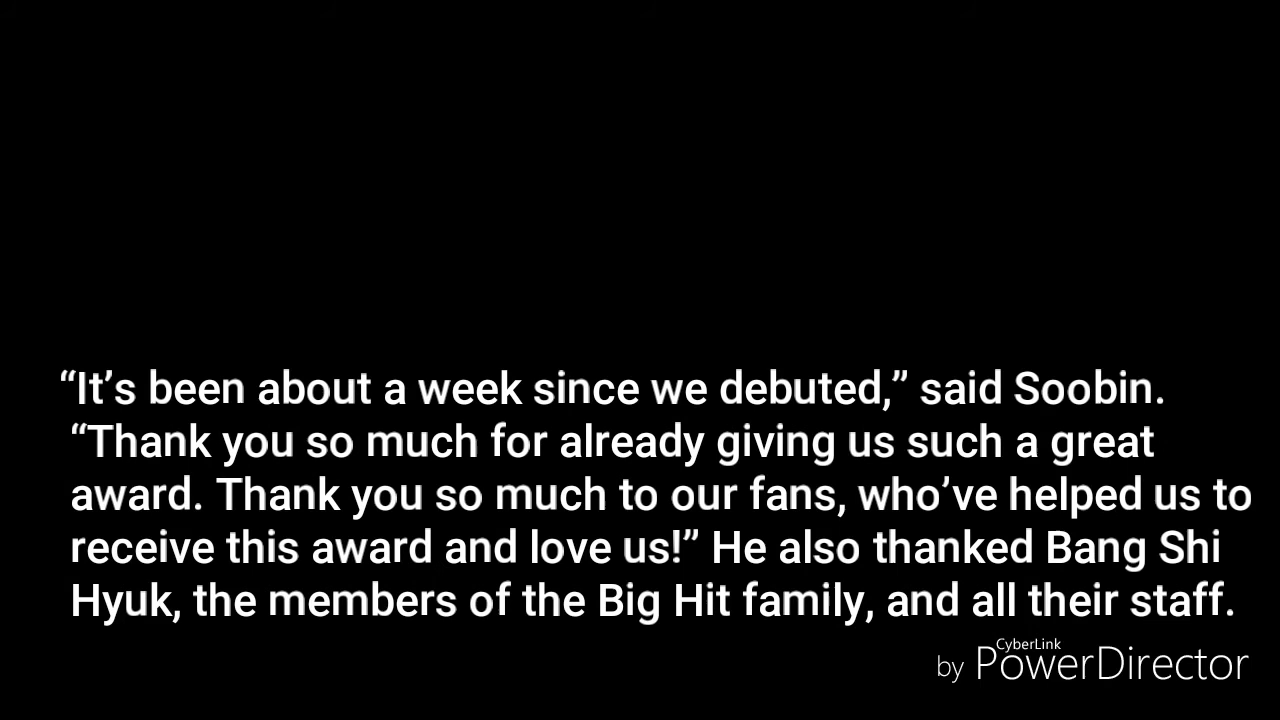 “It’s been about a week since we debuted,” said Soobin.
“Thank you so much for already giving us such a great
award. Thank you so much to our fans, who’ve helped us to
receive this award and love us!” He also thanked Bang Shi
Hyuk, the members of the Big Hit family, and all their staff.
CyberLink
by PowerDirector